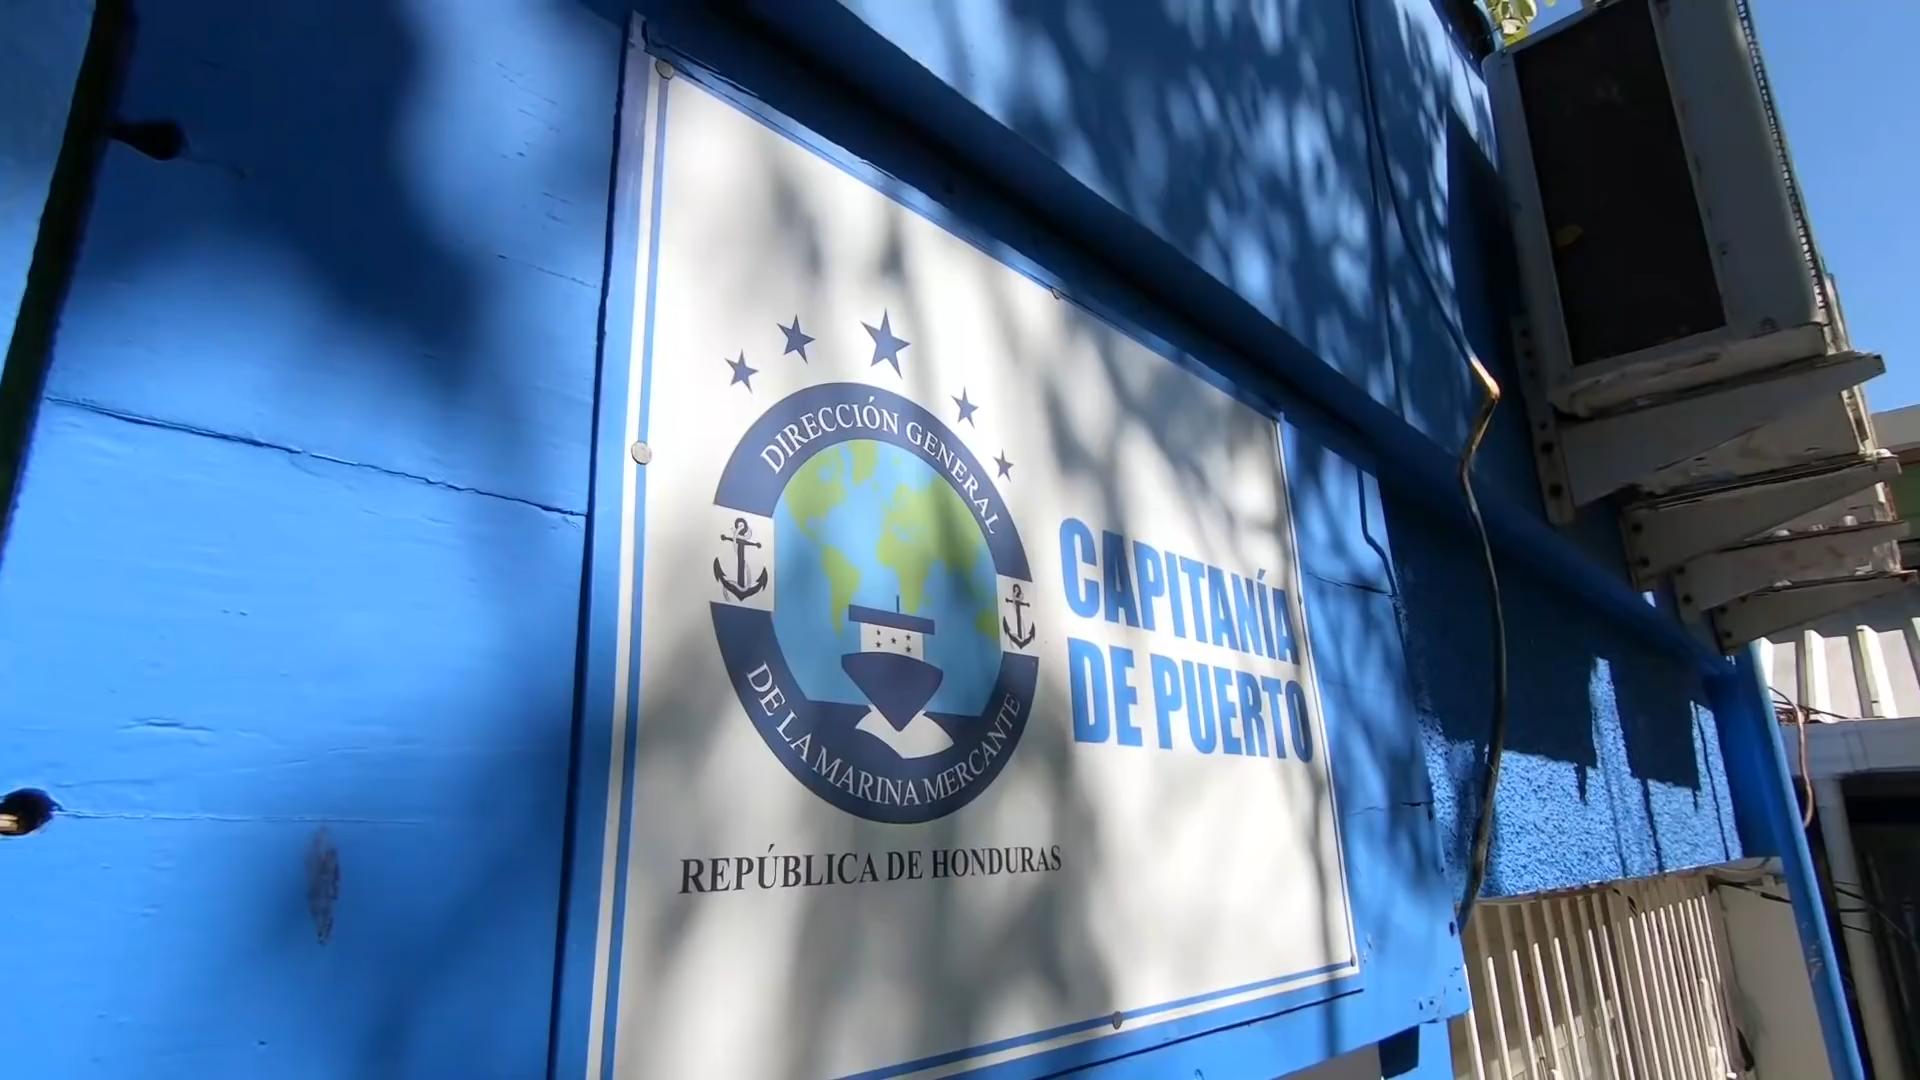 DIRECCIÓN GENERAL
DE LA MARINA MERCANTE
REPÚBLICA DE HONDURAS
CAPITANÍA
DE PUERTO